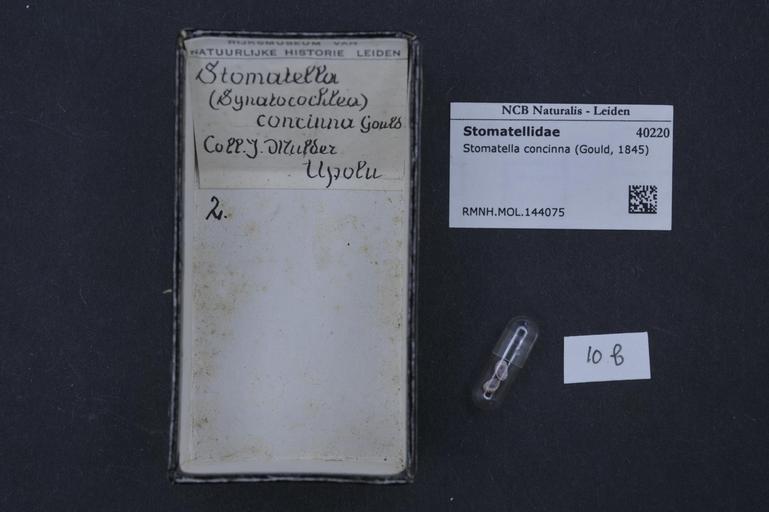 RIJKSMUSEUM VAN
NATUURLIJKE HISTORIE LEIDEN
Stomatella
(Synatocochlea)
concinna Gould
Coll. J. Mulder
Upolu
2.
NCB Naturalis - Leiden
Stomatellidae 40220
Stomatella concinna (Gould, 1845)
RMNH.MOL.144075
10 b